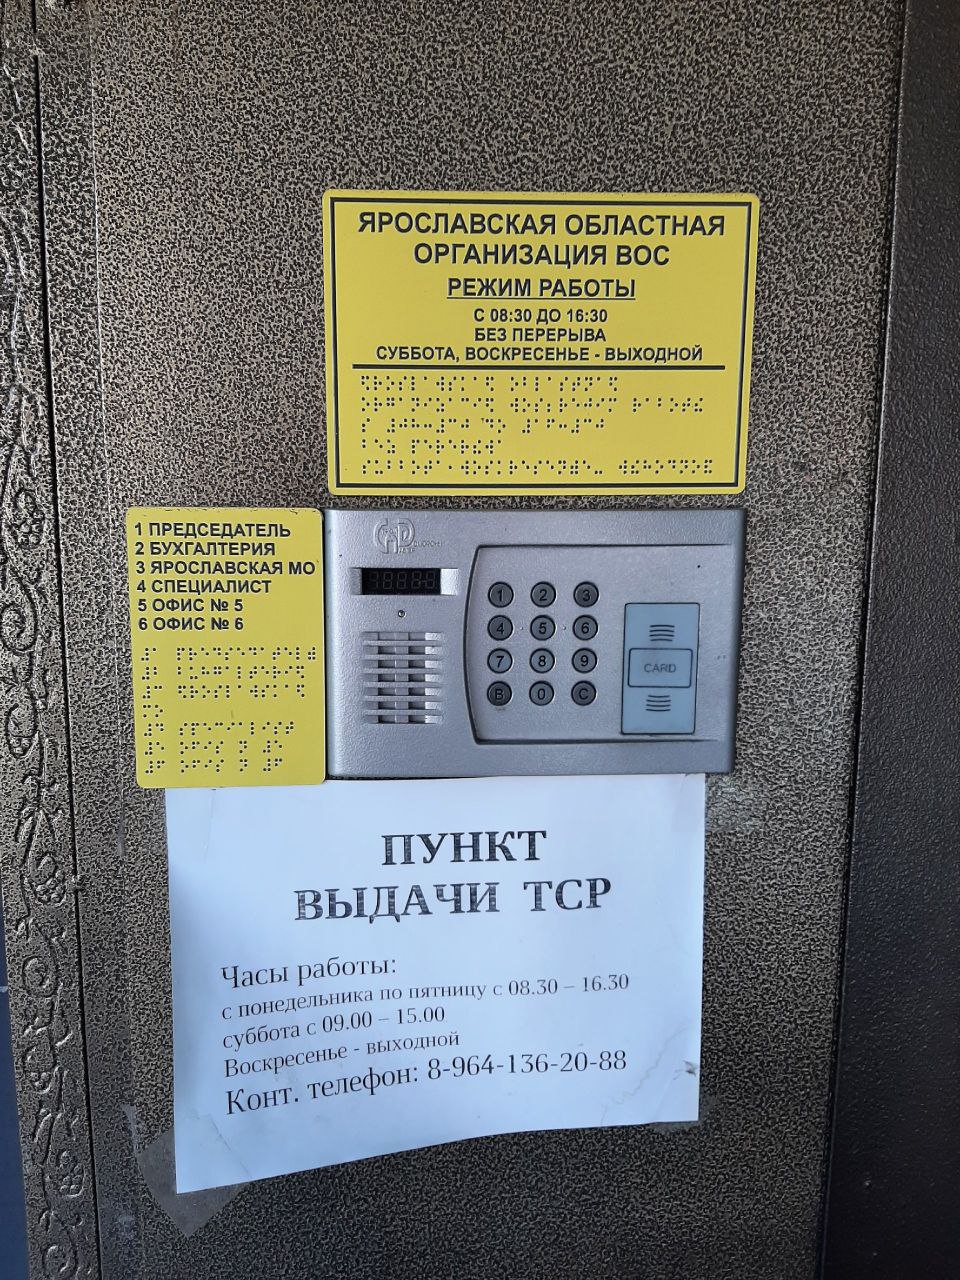 ЯРОСЛАВСКАЯ ОБЛАСТНАЯ
ОРГАНИЗАЦИЯ ВОС
РЕЖИМ РАБОТЫ
С 08:30 ДО 16:30
БЕЗ ПЕРЕРЫВА
СУББОТА, ВОСКРЕСЕНЬЕ - ВЫХОДНОЙ
1 ПРЕДСЕДАТЕЛЬ
2 БУХГАЛТЕРИЯ
3 ЯРОСЛАВСКАЯ МО
4 СПЕЦИАЛИСТ
5 ОФИС № 5
6 ОФИС № 6
1 2 3
4 5 6
7 8 9
B 0 C
CARD
ПУНКТ
ВЫДАЧИ ТСР
Часы работы:
с понедельника по пятницу с 08.30 – 16.30
суббота с 09.00 – 15.00
Воскресенье - выходной
Конт. телефон: 8-964-136-20-88